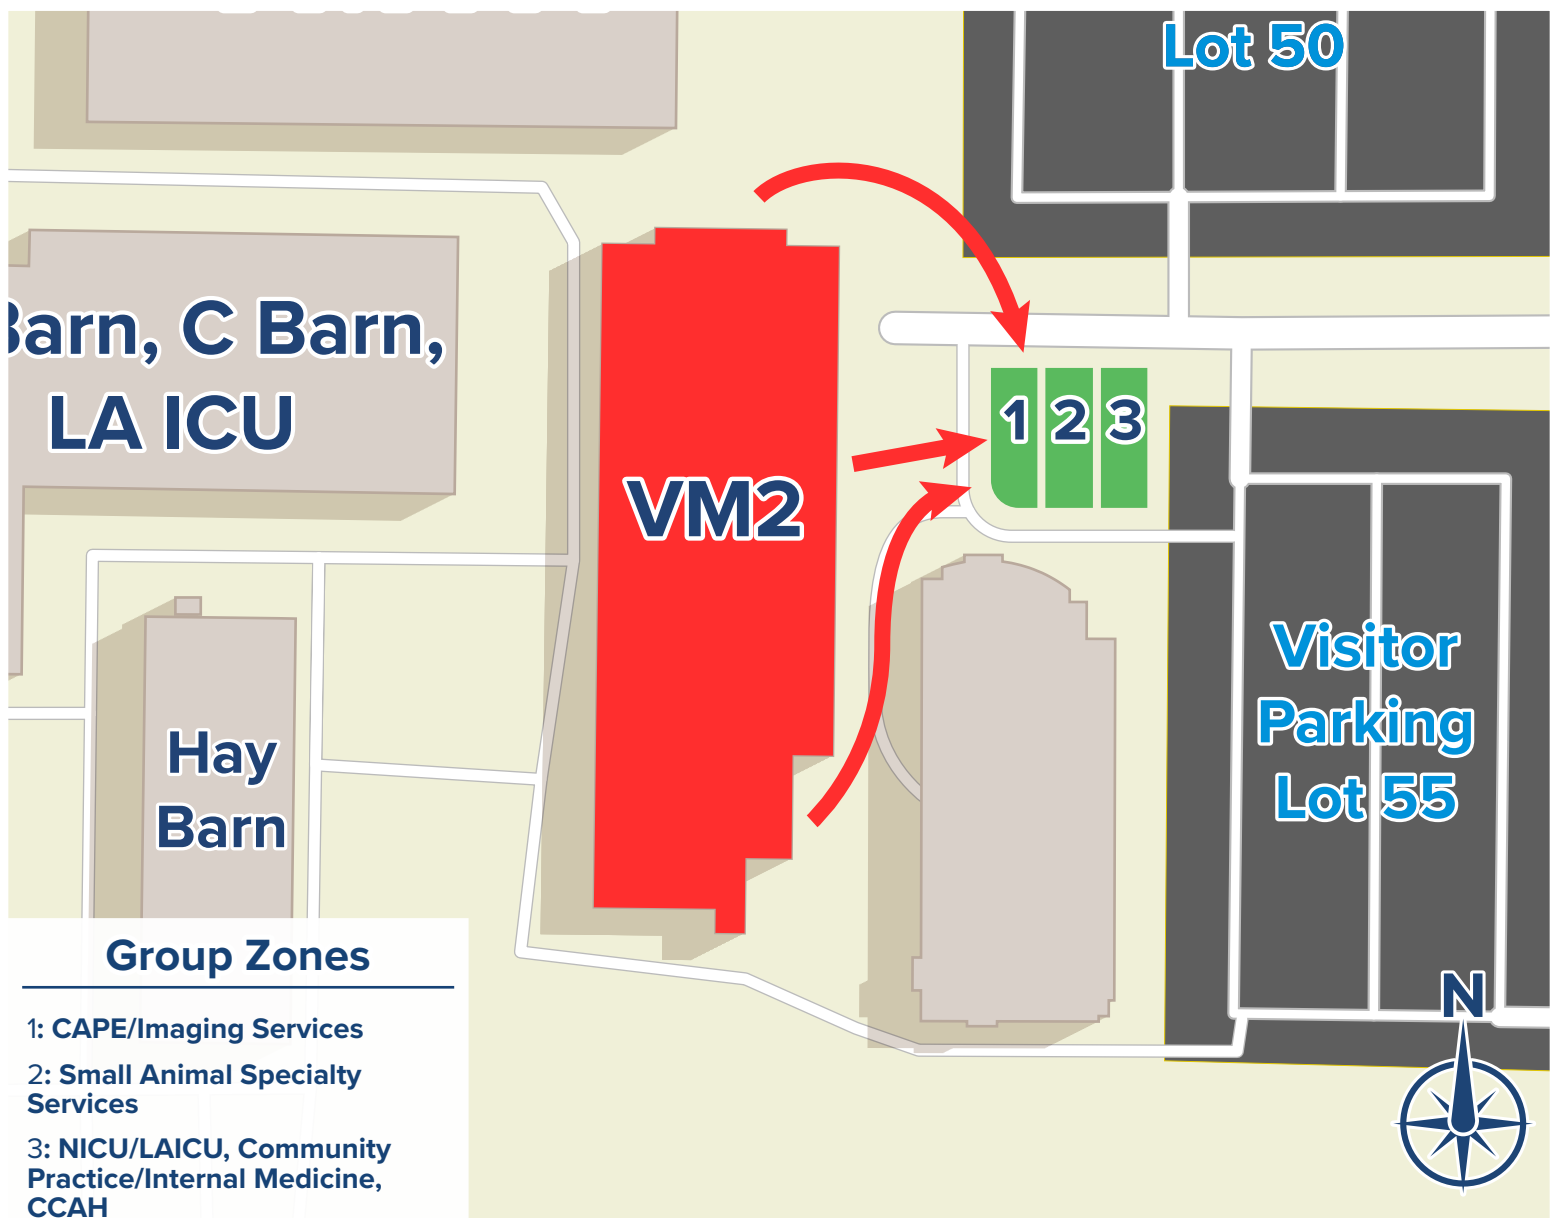 Lot 50
Barn, C Barn,
LA ICU
1 2 3
VM2
Visitor
Parking
Lot 55
Hay
Barn
N
Group Zones
1: CAPE/Imaging Services
2: Small Animal Specialty
Services
3: NICU/LAICU, Community
Practice/Internal Medicine,
CCAH